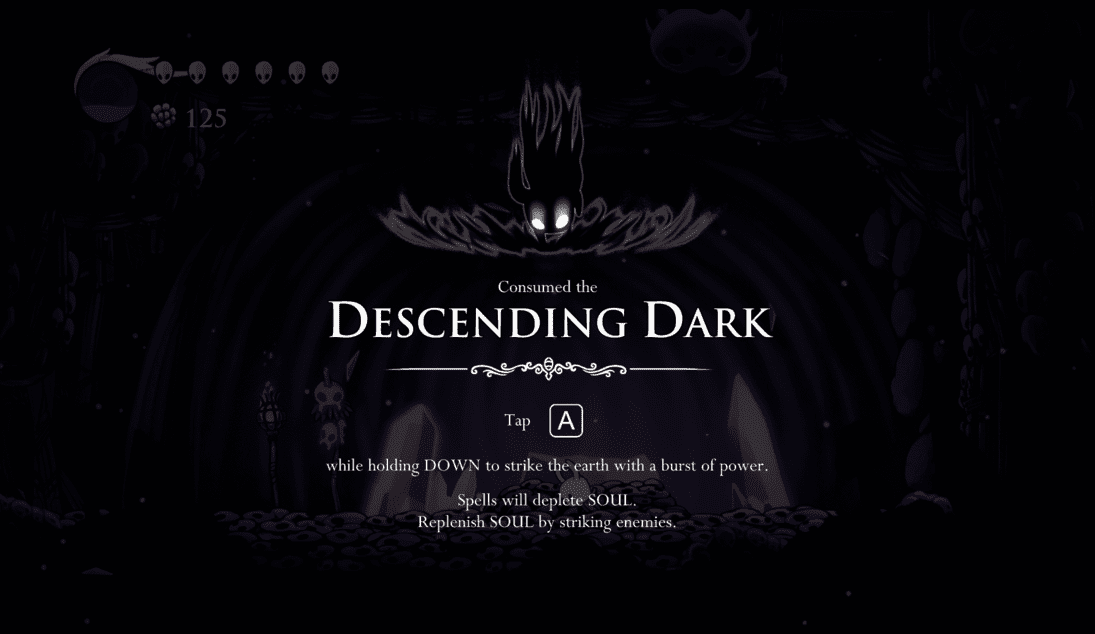 125
Consumed the
DESCENDING DARK
Tap A
while holding DOWN to strike the earth with a burst of power.
Spells will deplete SOUL.
Replenish SOUL by striking enemies.